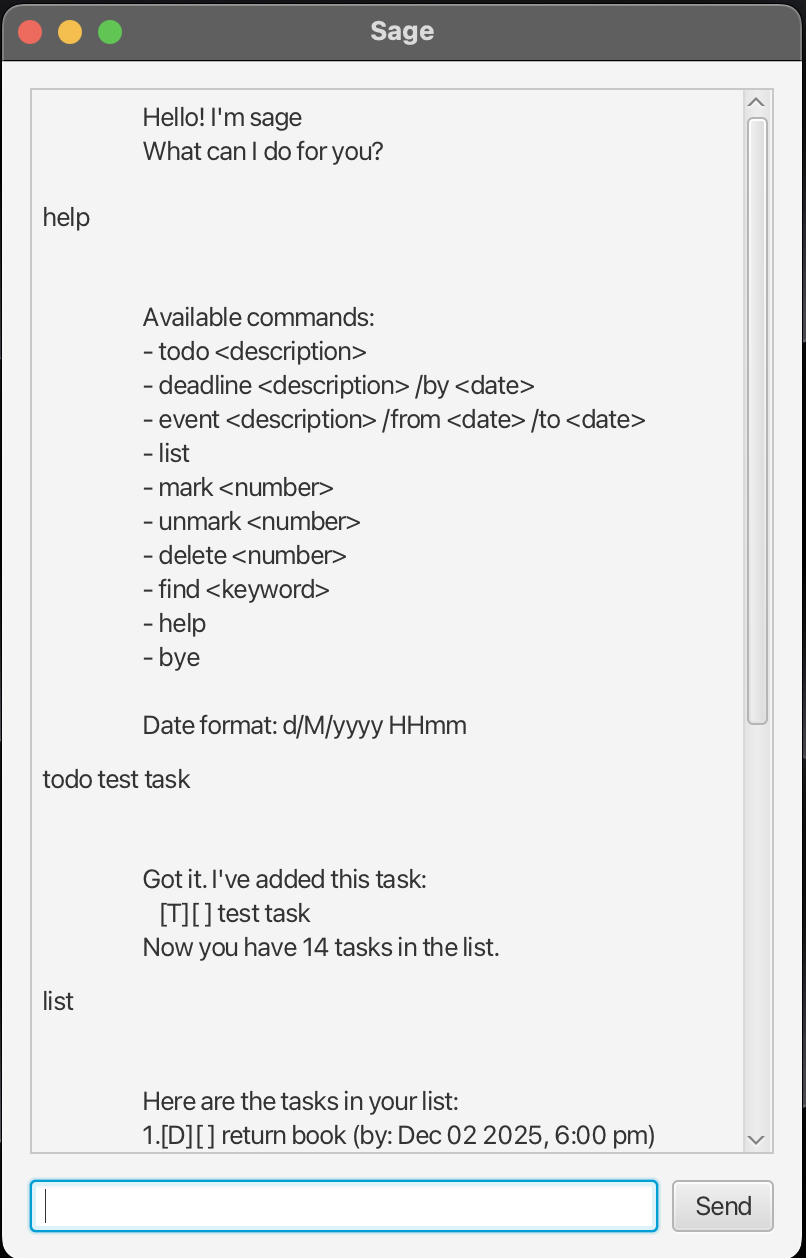 Sage
Hello! I'm sage
What can I do for you?
help
Available commands:
- todo <description>
- deadline <description> /by <date>
- event <description> /from <date> /to <date>
- list
- mark <number>
- unmark <number>
- delete <number>
- find <keyword>
- help
- bye
Date format: d/M/yyyy HHmm
todo test task
Got it. I've added this task:
[T][ ] test task
Now you have 14 tasks in the list.
list
Here are the tasks in your list:
1.[D][ ] return book (by: Dec 02 2025, 6:00 pm)
Send